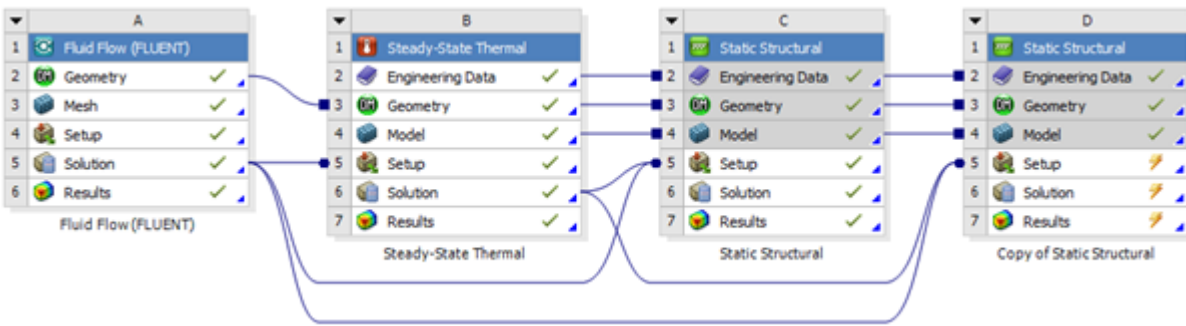 A
1 Fluid Flow (FLUENT)
2 Geometry
3 Mesh
4 Setup
5 Solution
6 Results
Fluid Flow (FLUENT)
B
1 Steady-State Thermal
2 Engineering Data
3 Geometry
4 Model
5 Setup
6 Solution
7 Results
Steady-State Thermal
C
1 Static Structural
2 Engineering Data
3 Geometry
4 Model
5 Setup
6 Solution
7 Results
Static Structural
D
1 Static Structural
2 Engineering Data
3 Geometry
4 Model
5 Setup
6 Solution
7 Results
Copy of Static Structural